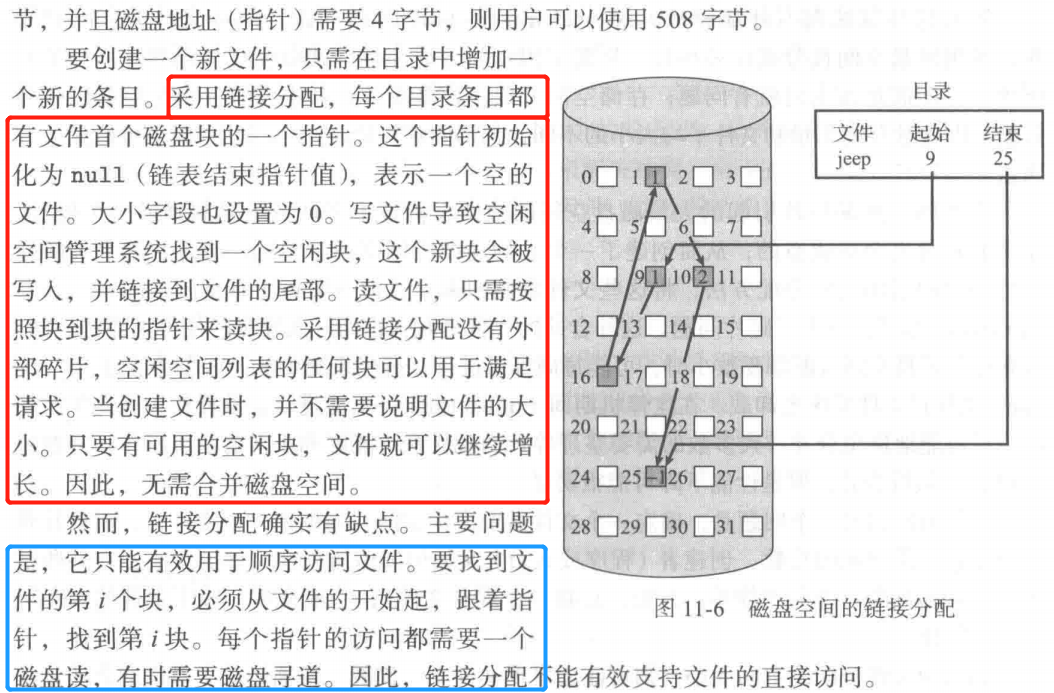 节，并且磁盘地址（指针）需要 4 字节，则用户可以使用 508 字节。
要创建一个新文件，只需在目录中增加一
个新的条目。采用链接分配，每个目录条目都
有文件首个磁盘块的一个指针。这个指针初始
化为 null（链表结束指针值），表示一个空的
文件。大小字段也设置为 0。写文件导致空闲
空间管理系统找到一个空闲块，这个新块会被
写人，并链接到文件的尾部。读文件，只需按
照块到块的指针来读块。采用链接分配没有外
部碎片，空闲空间列表的任何块可以用于满足
请求。当创建文件时，并不需要说明文件的大
小。只要有可用的空闲块，文件就可以继续增
长。因此，无需合并磁盘空间。
然而，链接分配确实有缺点。主要问题
是，它只能有效用于顺序访问文件。要找到文
件的第 i 个块，必须从文件的开始起，跟着指
针，找到第 i 块。每个指针的访问都需要一个
磁盘读，有时需要磁盘寻道。因此，链接分配不能有效支持文件的直接访问。
目录
文件 起始 结束
jeep 9 25
0 1 1 2 3
4 5 6 7
8 9 1 10 2 11
12 13 14 15
16 17 18 19
20 21 22 23
24 25 -1 26 27
28 29 30 31
图 11-6 磁盘空间的链接分配